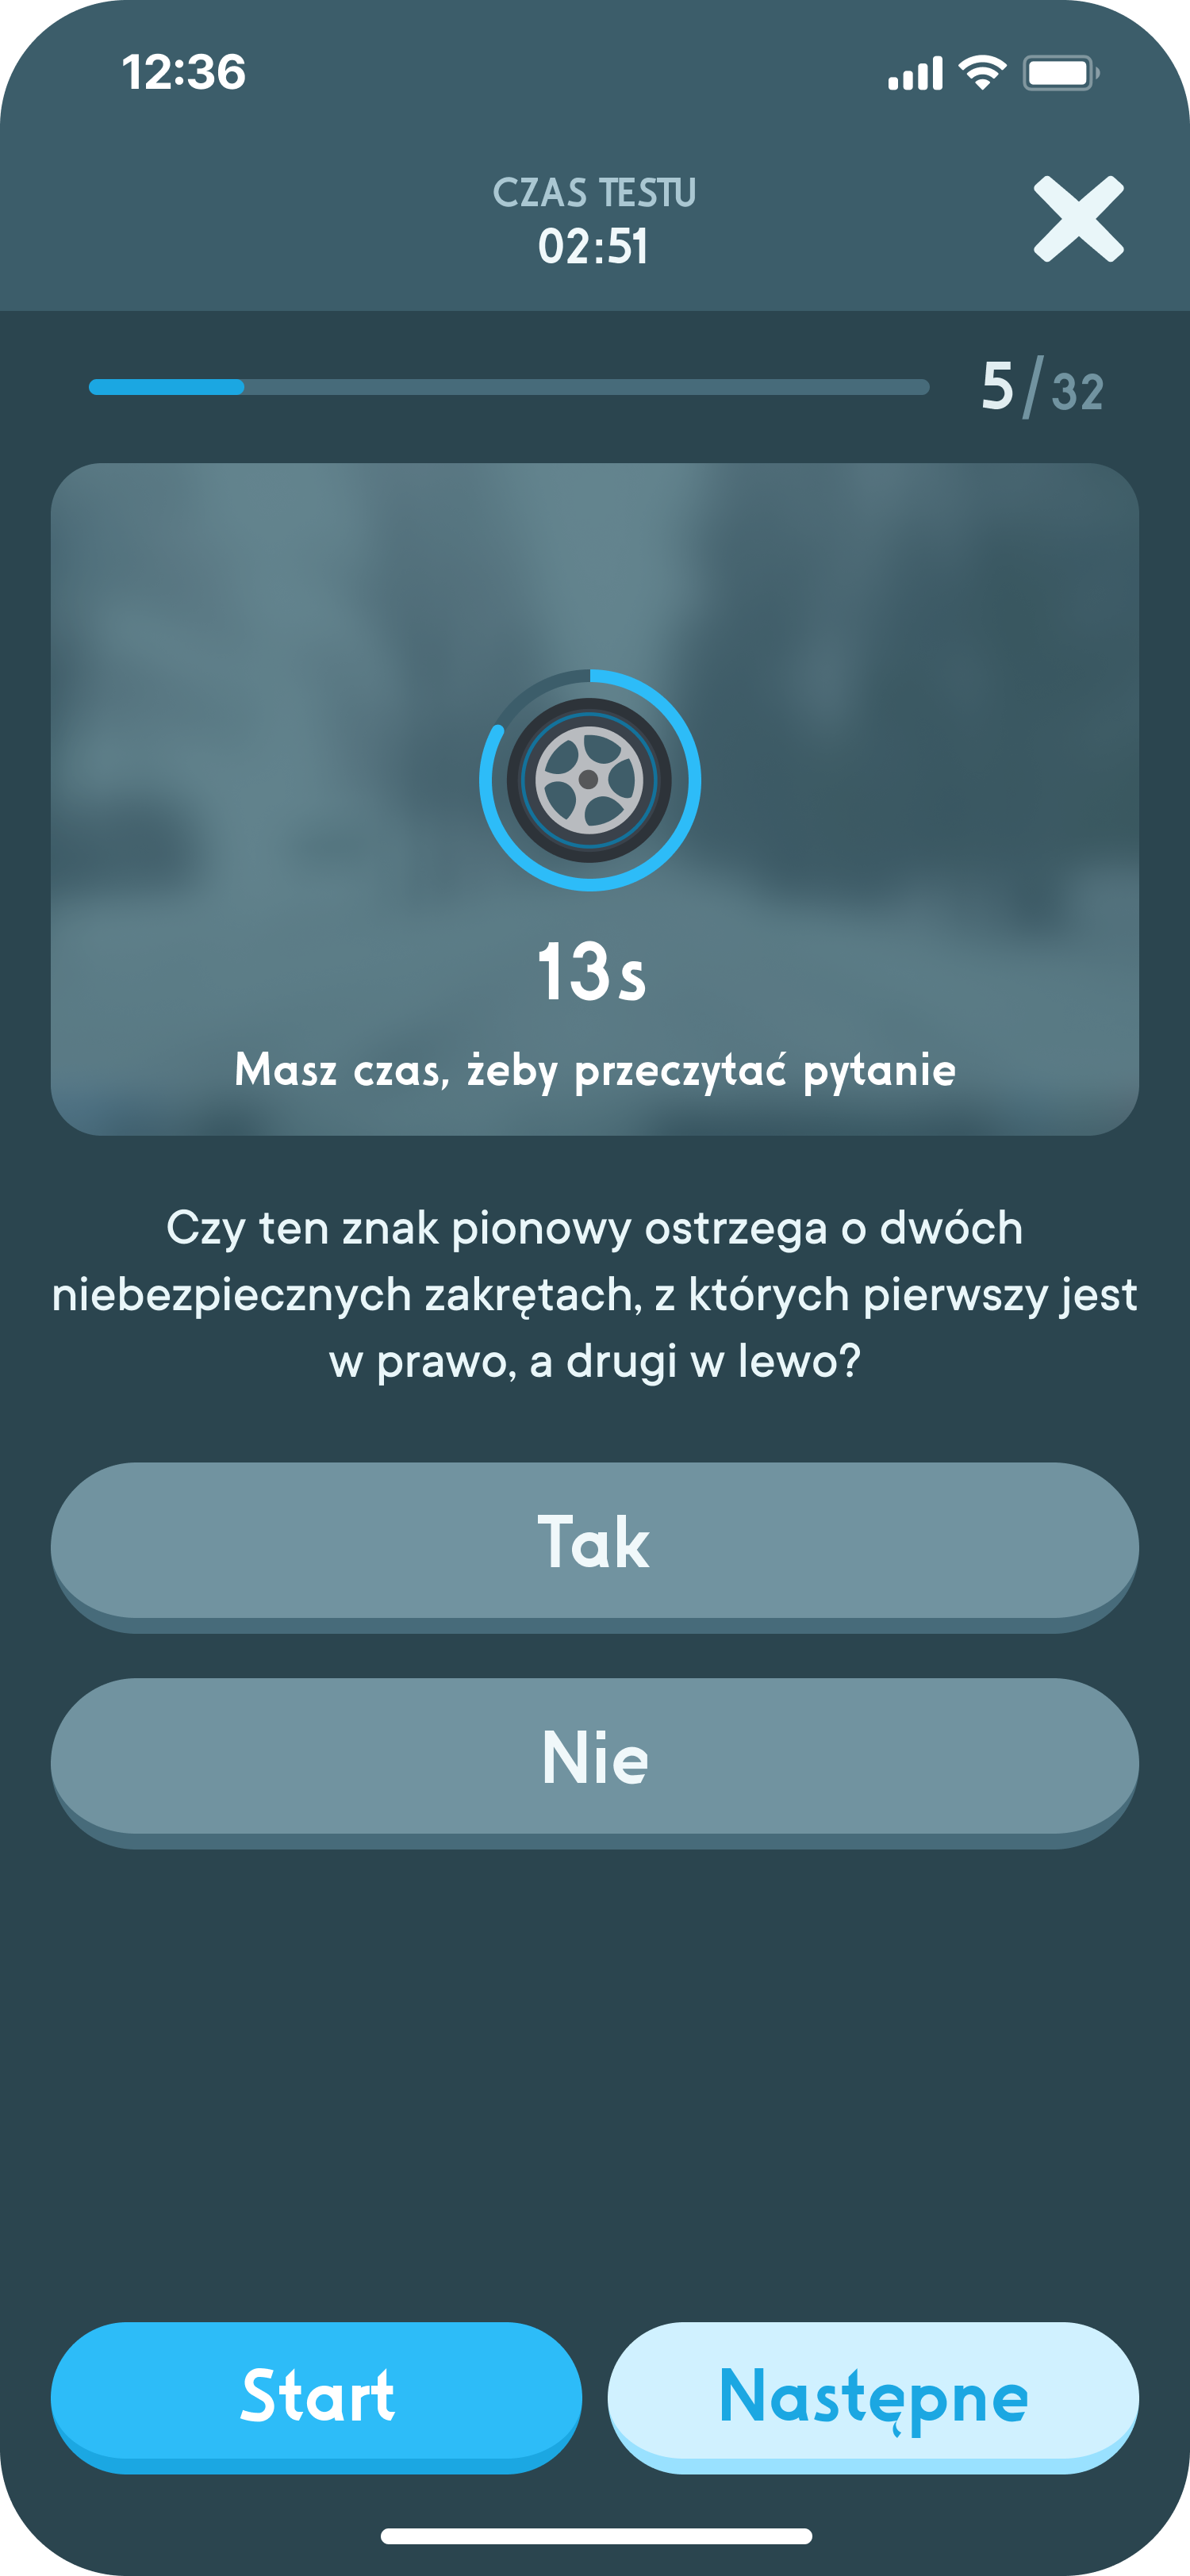 12:36
CZAS TESTU
02:51
5/32
13s
Masz czas, żeby przeczytać pytanie
Czy ten znak pionowy ostrzega o dwóch
niebezpiecznych zakrętach, z których pierwszy jest
w prawo, a drugi w lewo?
Tak
Nie
Start
Następne